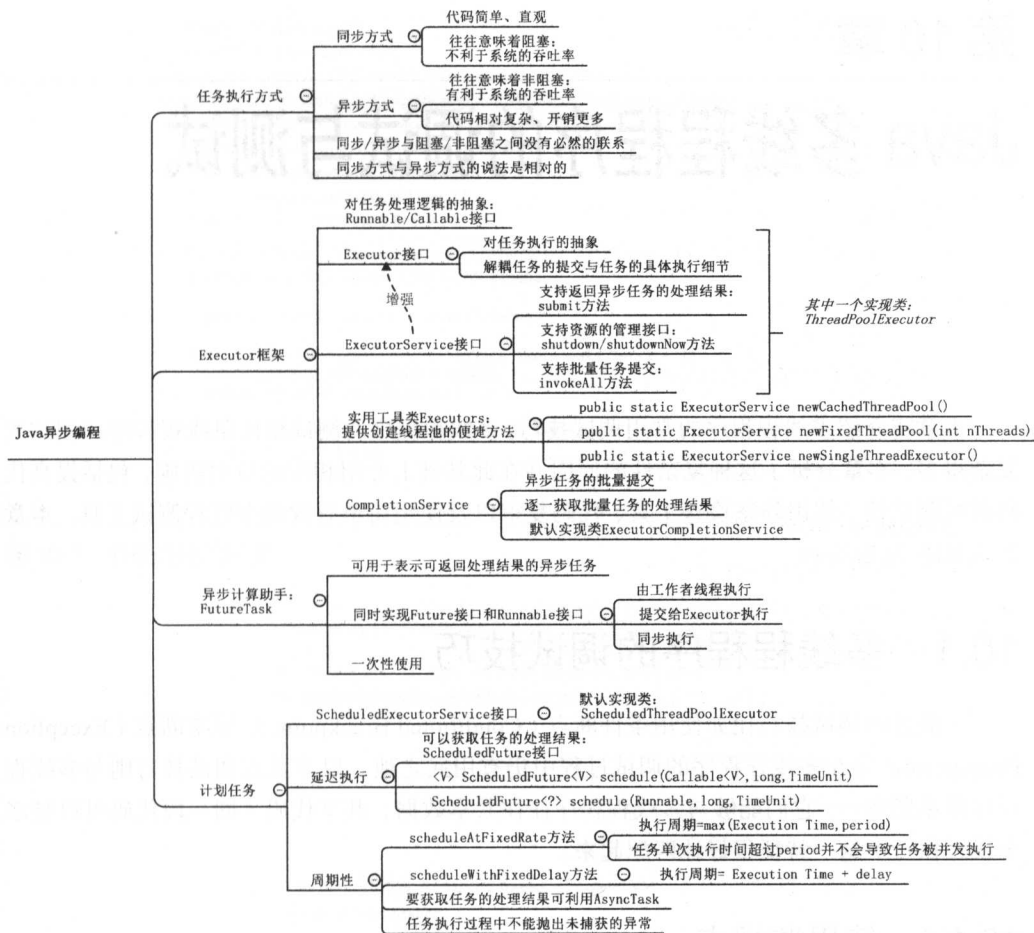 Java异步编程
任务执行方式
同步方式
代码简单、直观
往往意味着阻塞：
不利于系统的吞吐率
异步方式
往往意味着非阻塞：
有利于系统的吞吐率
代码相对复杂、开销更多
同步/异步与阻塞/非阻塞之间没有必然的联系
同步方式与异步方式的说法是相对的
Executor框架
对任务处理逻辑的抽象：
Runnable/Callable接口
Executor接口
对任务执行的抽象
解耦任务的提交与任务的具体执行细节
增强
ExecutorService接口
支持返回异步任务的处理结果：
submit方法
支持资源的管理接口：
shutdown/shutdownNow方法
支持批量任务提交：
invokeAll方法
其中一个实现类：
ThreadPoolExecutor
实用工具类Executors：
提供创建线程池的便捷方法
public static ExecutorService newCachedThreadPool()
public static ExecutorService newFixedThreadPool(int nThreads)
public static ExecutorService newSingleThreadExecutor()
CompletionService
异步任务的批量提交
逐一获取批量任务的处理结果
默认实现类ExecutorCompletionService
异步计算助手：
FutureTask
可用于表示可返回处理结果的异步任务
同时实现Future接口和Runnable接口
由工作者线程执行
提交给Executor执行
同步执行
一次性使用
计划任务
ScheduledExecutorService接口
默认实现类：
ScheduledThreadPoolExecutor
延迟执行
可以获取任务的处理结果：
ScheduledFuture接口
<V> ScheduledFuture<V> schedule(Callable<V>,long,TimeUnit)
ScheduledFuture<?> schedule(Runnable,long,TimeUnit)
周期性
scheduleAtFixedRate方法
执行周期=max(Execution Time,period)
任务单次执行时间超过period并不会导致任务被并发执行
scheduleWithFixedDelay方法
执行周期= Execution Time + delay
要获取任务的处理结果可利用AsyncTask
任务执行过程中不能抛出未捕获的异常